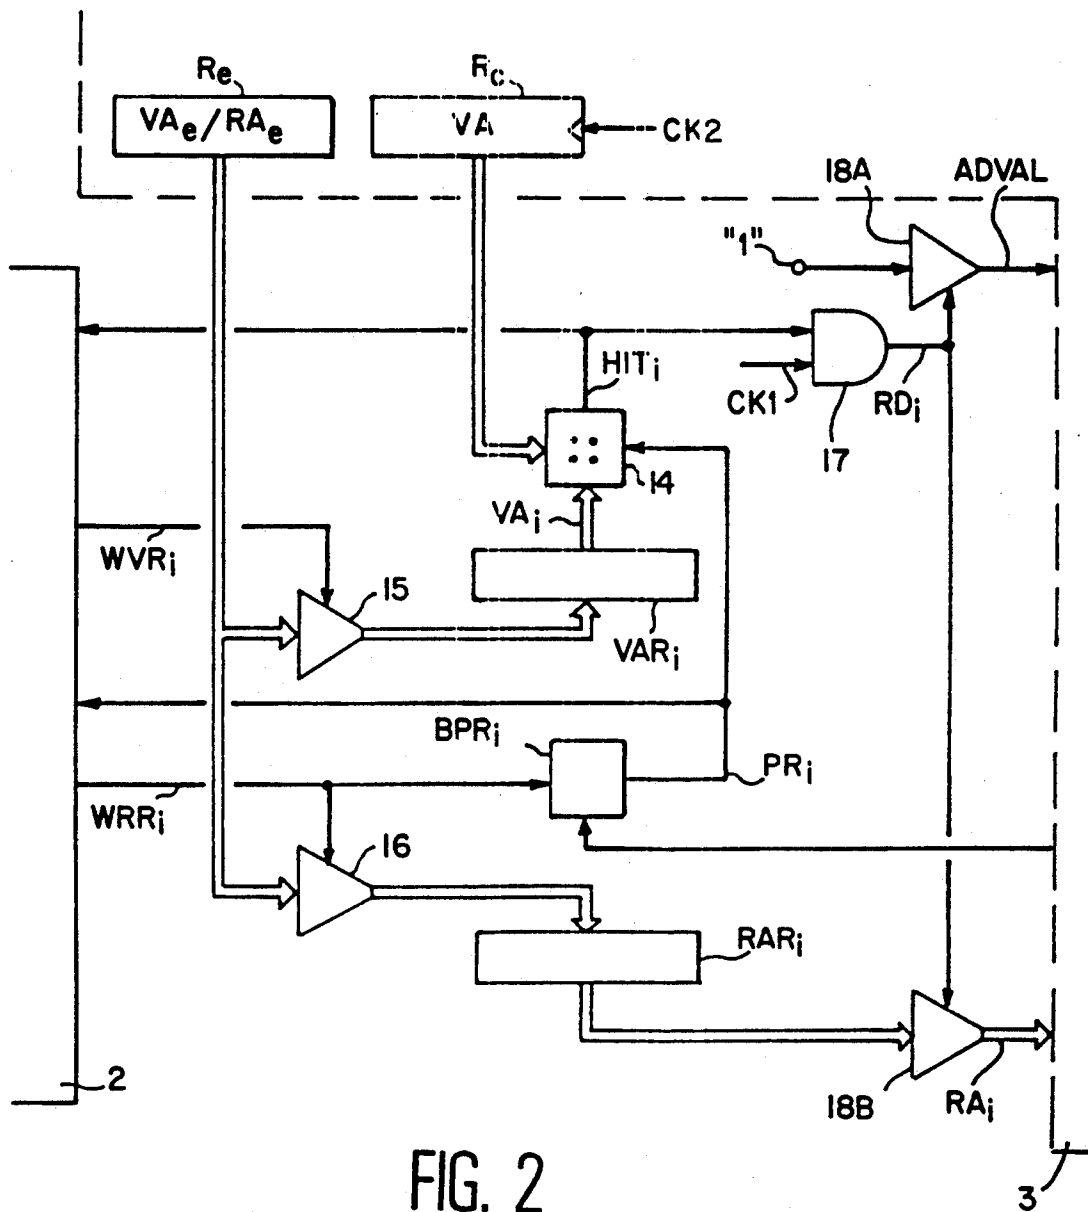 Re
Rc
VAe/RAe
VA
CK2
18A
ADVAL
"1"
HITi
CK1
RDi
17
14
VAi
WVRi
15
VARi
BPRi
PRi
WRRi
16
RARi
2
18B
RAi
3
FIG. 2